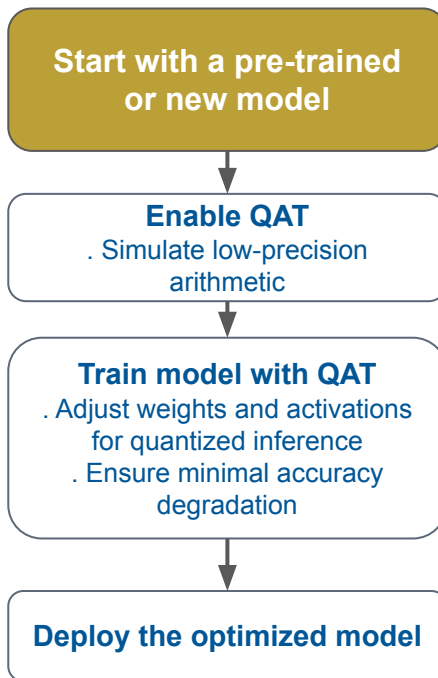 Start with a pre-trained
or new model
Enable QAT
. Simulate low-precision
arithmetic
Train model with QAT
. Adjust weights and activations
for quantized inference
. Ensure minimal accuracy
degradation
Deploy the optimized model